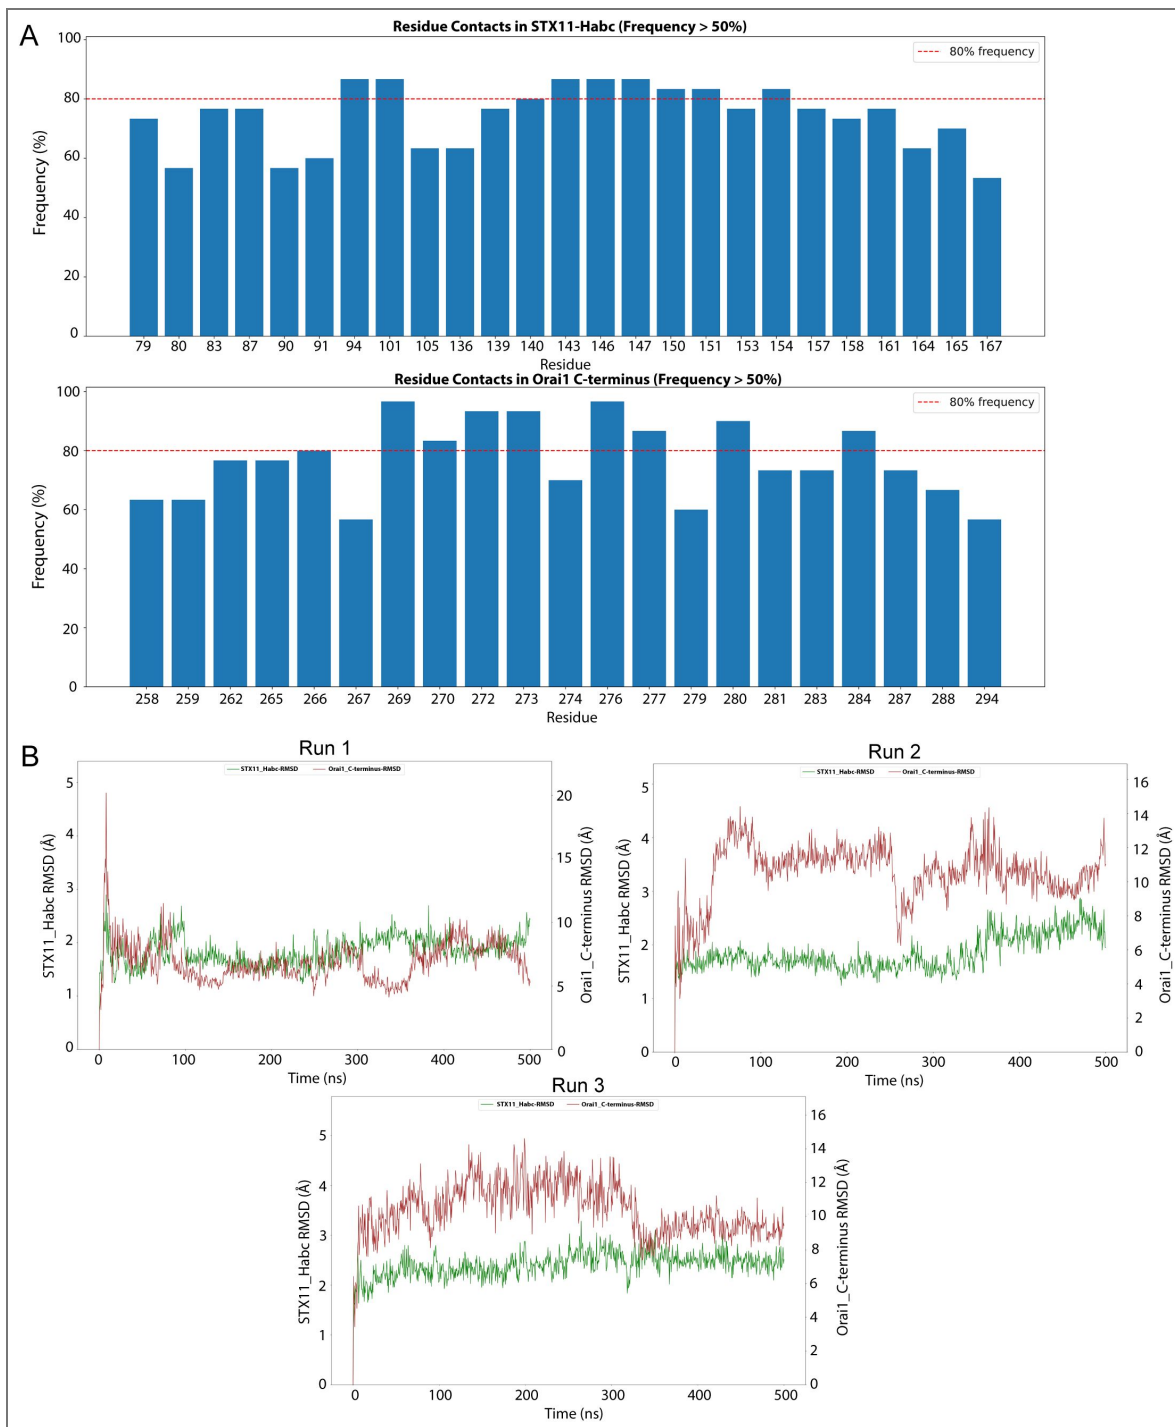 A
Residue Contacts in STX11-Habc (Frequency > 50%)
80% frequency
Frequency (%)
100
80
60
40
20
0
79 80 83 87 90 91 94 101 105 136 139 140 143 146 147 150 151 153 154 157 158 161 164 165 167
Residue
Residue Contacts in Orai1 C-terminus (Frequency > 50%)
80% frequency
Frequency (%)
100
80
60
40
20
0
258 259 262 265 266 267 269 270 272 273 274 276 277 279 280 281 283 284 287 288 294
Residue
B
Run 1
STX11_Habc-RMSD Orai1_C-terminus-RMSD
STX11_Habc RMSD (Å)
5
4
3
2
1
0
20
15
10
5
0
Orai1_C-terminus RMSD (Å)
0 100 200 300 400 500
Time (ns)
Run 2
STX11_Habc-RMSD Orai1_C-terminus-RMSD
STX11_Habc RMSD (Å)
5
4
3
2
1
0
16
14
12
10
8
6
4
2
0
Orai1_C-terminus RMSD (Å)
0 100 200 300 400 500
Time (ns)
Run 3
STX11_Habc-RMSD Orai1_C-terminus-RMSD
STX11_Habc RMSD (Å)
5
4
3
2
1
0
16
14
12
10
8
6
4
2
0
Orai1_C-terminus RMSD (Å)
0 100 200 300 400 500
Time (ns)